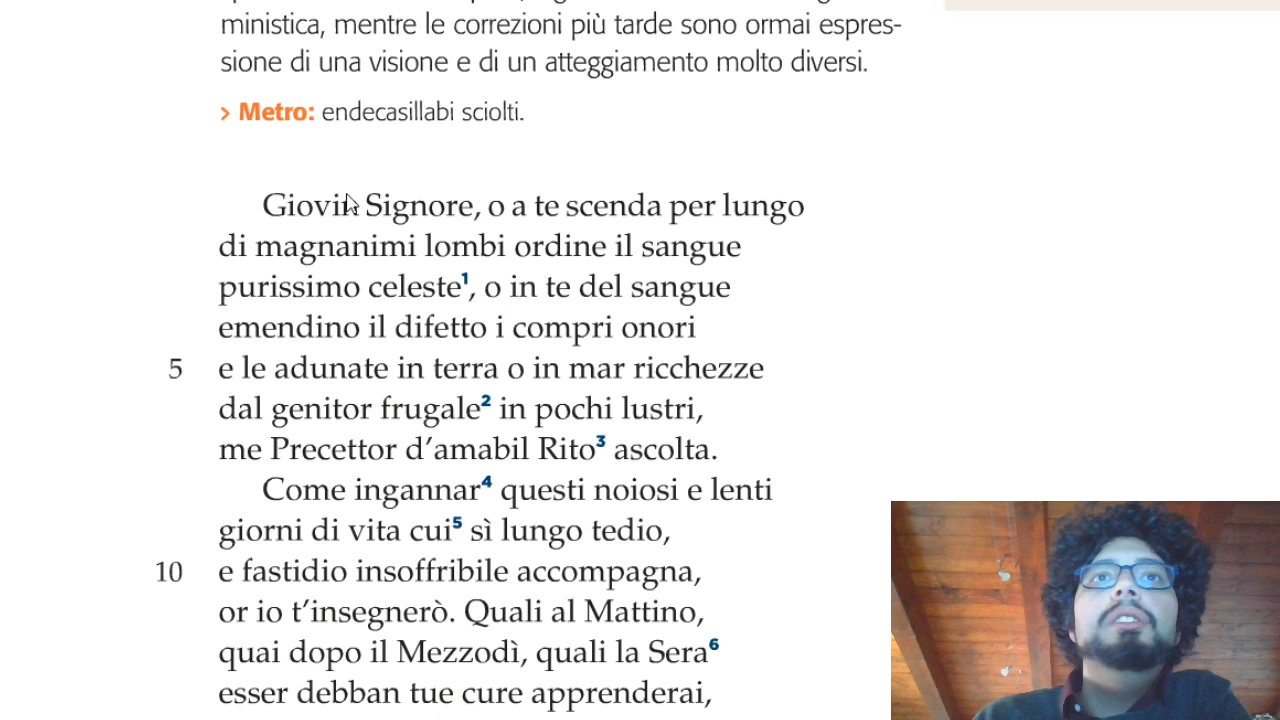 ministica, mentre le correzioni più tarde sono ormai espres-
sione di una visione e di un atteggiamento molto diversi.
> Metro: endecasillabi sciolti.
Giovin Signore, o a te scenda per lungo
di magnanimi lombi ordine il sangue
purissimo celeste¹, o in te del sangue
emendino il difetto i compri onori
5 e le adunate in terra o in mar ricchezze
dal genitor frugale² in pochi lustri,
me Precettor d’amabil Rito³ ascolta.
Come ingannar⁴ questi noiosi e lenti
giorni di vita cui⁵ sì lungo tedio,
10 e fastidio insoffribile accompagna,
or io t’insegnerò. Quali al Mattino,
quai dopo il Mezzodì, quali la Sera⁶
esser debban tue cure apprenderai,